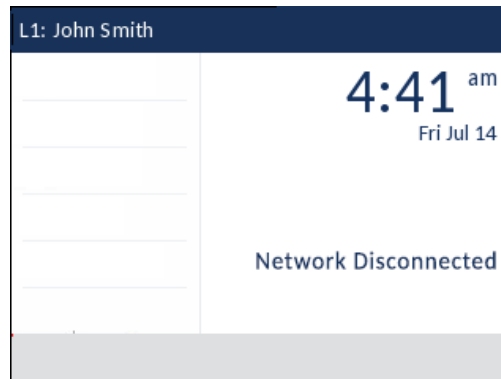 L1: John Smith
4:41 am
Fri Jul 14
Network Disconnected